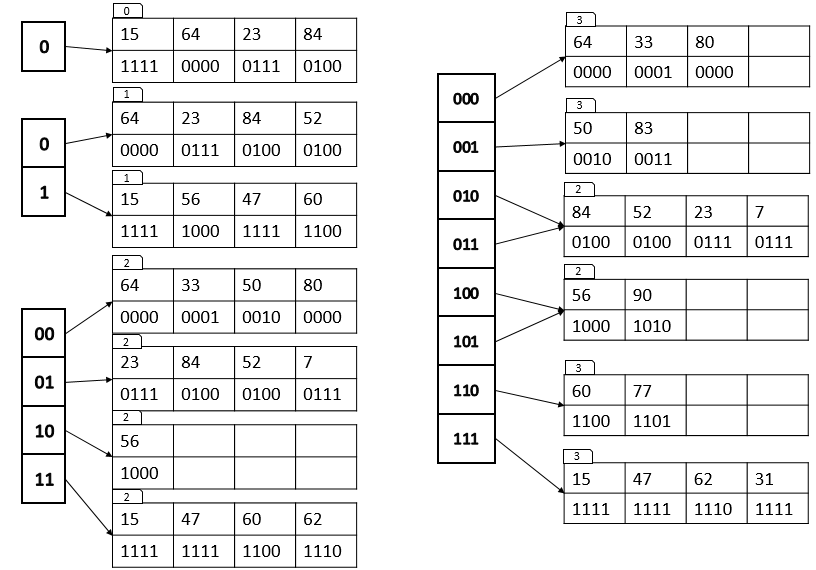 0
0
15 64 23 84
1111 0000 0111 0100
0
1
1
64 23 84 52
0000 0111 0100 0100
1
15 56 47 60
1111 1000 1111 1100
00
01
10
11
2
64 33 50 80
0000 0001 0010 0000
2
23 84 52 7
0111 0100 0100 0111
2
56
1000
2
15 47 60 62
1111 1111 1100 1110
000
001
010
011
100
101
110
111
3
64 33 80
0000 0001 0000
3
50 83
0010 0011
2
84 52 23 7
0100 0100 0111 0111
2
56 90
1000 1010
3
60 77
1100 1101
3
15 47 62 31
1111 1111 1110 1111